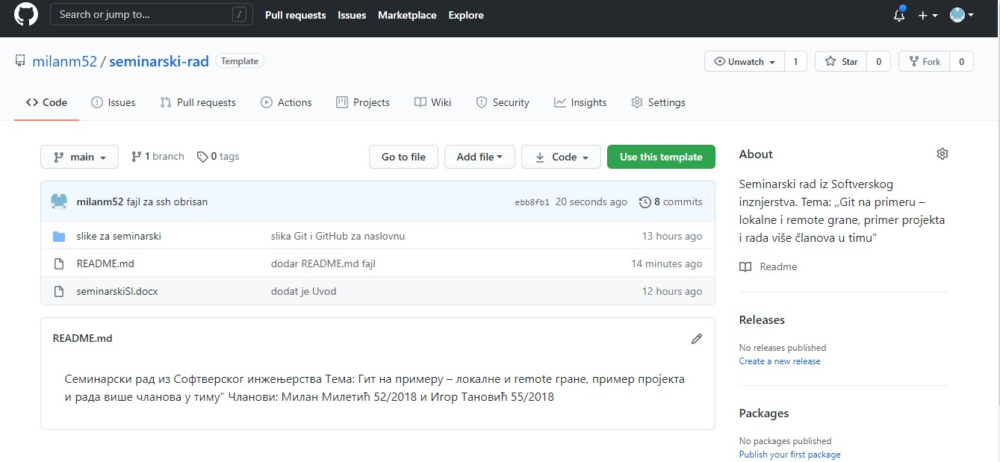 Search or jump to... /
Pull requests Issues Marketplace Explore
milanm52 / seminarski-rad Template
Unwatch 1 Star 0 Fork 0
Code Issues Pull requests Actions Projects Wiki Security Insights Settings
main 1 branch 0 tags Go to file Add file Code Use this template
milanm52 fajl za ssh obrisan ebb8fb1 20 seconds ago 8 commits
slike za seminarski slika Git i GitHub za naslovnu 13 hours ago
README.md dodar README.md fajl 14 minutes ago
seminarskiSI.docx dodat je Uvod 12 hours ago
README.md
Семинарски рад из Софтверског инжењерства Тема: Гит на примеру – локалне и remote гране, пример пројекта
и рада више чланова у тиму" Чланови: Милан Милетић 52/2018 и Игор Тановић 55/2018
About
Seminarski rad iz Softverskog
inznjerstva. Tema: ,,Git na primeru –
lokalne i remote grane, primer projekta
i rada više članova u timu"
Readme
Releases
No releases published
Create a new release
Packages
No packages published
Publish your first package